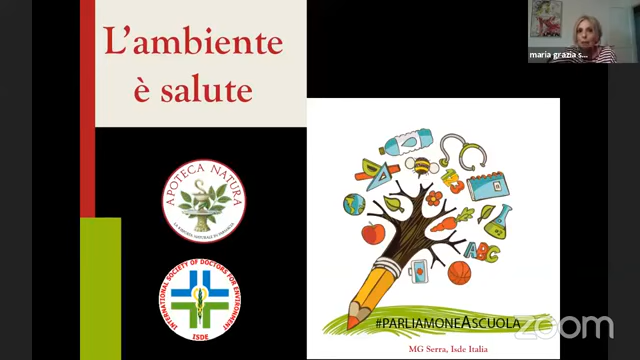 L'ambiente
è salute
maria grazia s...
APOTECA NATURA
INTERNATIONAL SOCIETY OF DOCTORS FOR ENVIRONMENT
ISDE
ABC
#PARLIAMONEASCUOLA
zoom
MG Serra, Isde Italia